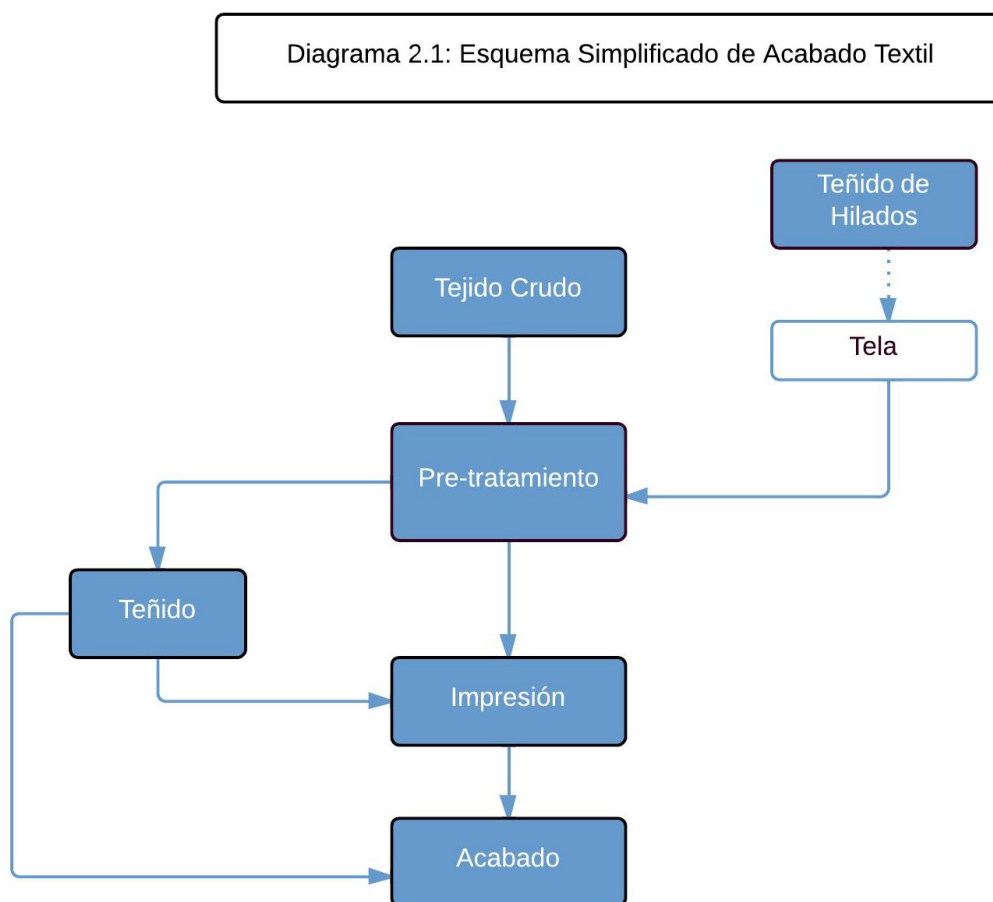 Diagrama 2.1: Esquema Simplificado de Acabado Textil
Teñido de
Hilados
Tejido Crudo
Tela
Pre-tratamiento
Teñido
Impresión
Acabado